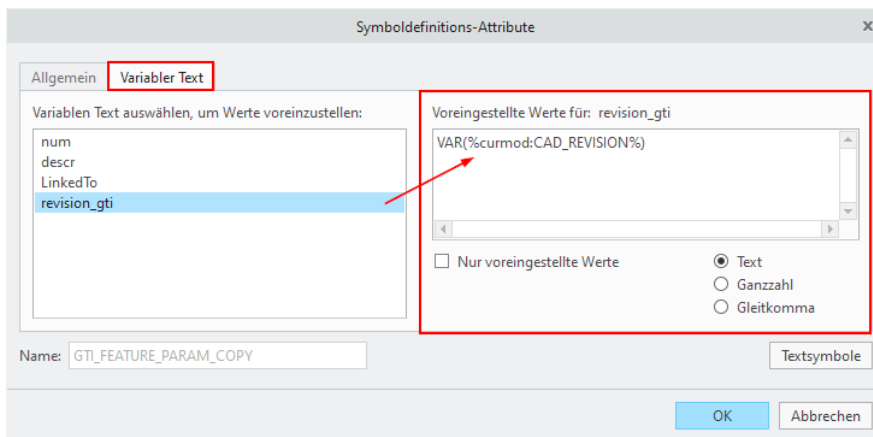 Symboldefinitions-Attribute
x
Allgemein
Variabler Text
Variablen Text auswählen, um Werte voreinzustellen:
num
descr
LinkedTo
revision_gti
Voreingestellte Werte für: revision_gti
VAR(%curmod:CAD_REVISION%)
Nur voreingestellte Werte
Text
Ganzzahl
Gleitkomma
Name: GTI_FEATURE_PARAM_COPY
Textsymbole
OK
Abbrechen